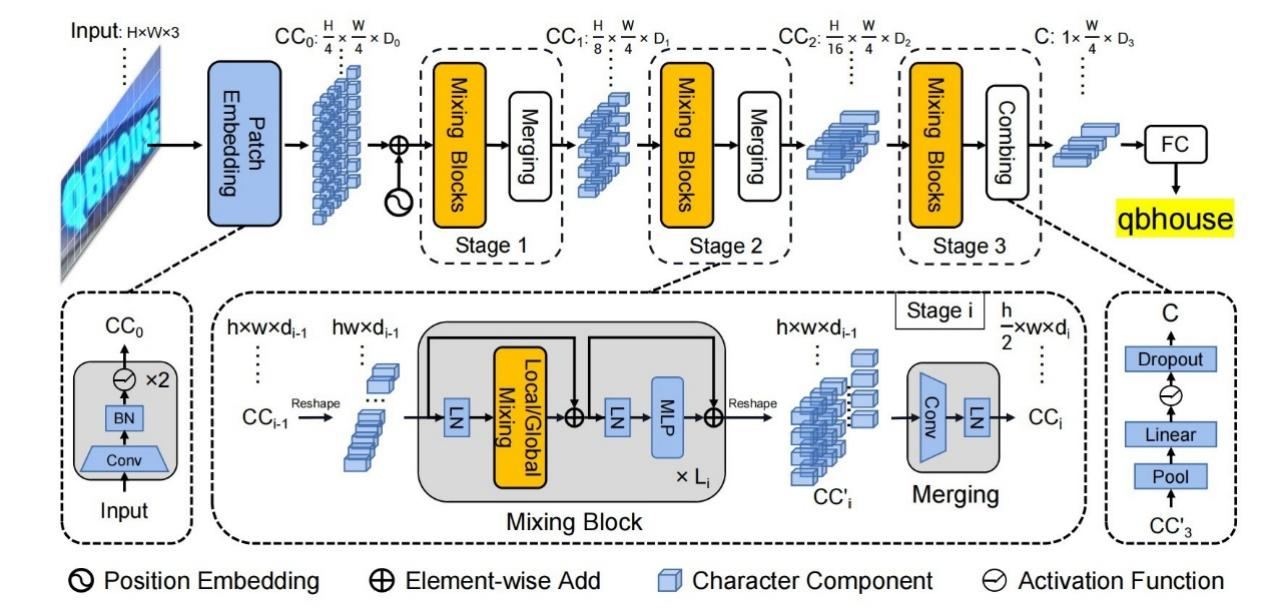 Input: H×W×3
CC₀: H/4 × W/4 × D₀
CC₁: H/8 × W/4 × D₁
CC₂: H/16 × W/4 × D₂
C: 1× W/4 × D₃
QBHOUSE
Patch Embedding
Mixing Blocks
Merging
Stage 1
Mixing Blocks
Merging
Stage 2
Mixing Blocks
Combing
Stage 3
FC
qbhouse
CC₀
×2
BN
Conv
Input
h×w×dᵢ₋₁
hw×dᵢ₋₁
CCᵢ₋₁
Reshape
LN
Local/Global Mixing
LN
MLP
× Lᵢ
Mixing Block
Reshape
h×w×dᵢ₋₁
CC'ᵢ
Stage i
h/2 ×w×dᵢ
Conv
LN
CCᵢ
Merging
C
Dropout
Linear
Pool
CC'₃
Position Embedding
Element-wise Add
Character Component
Activation Function